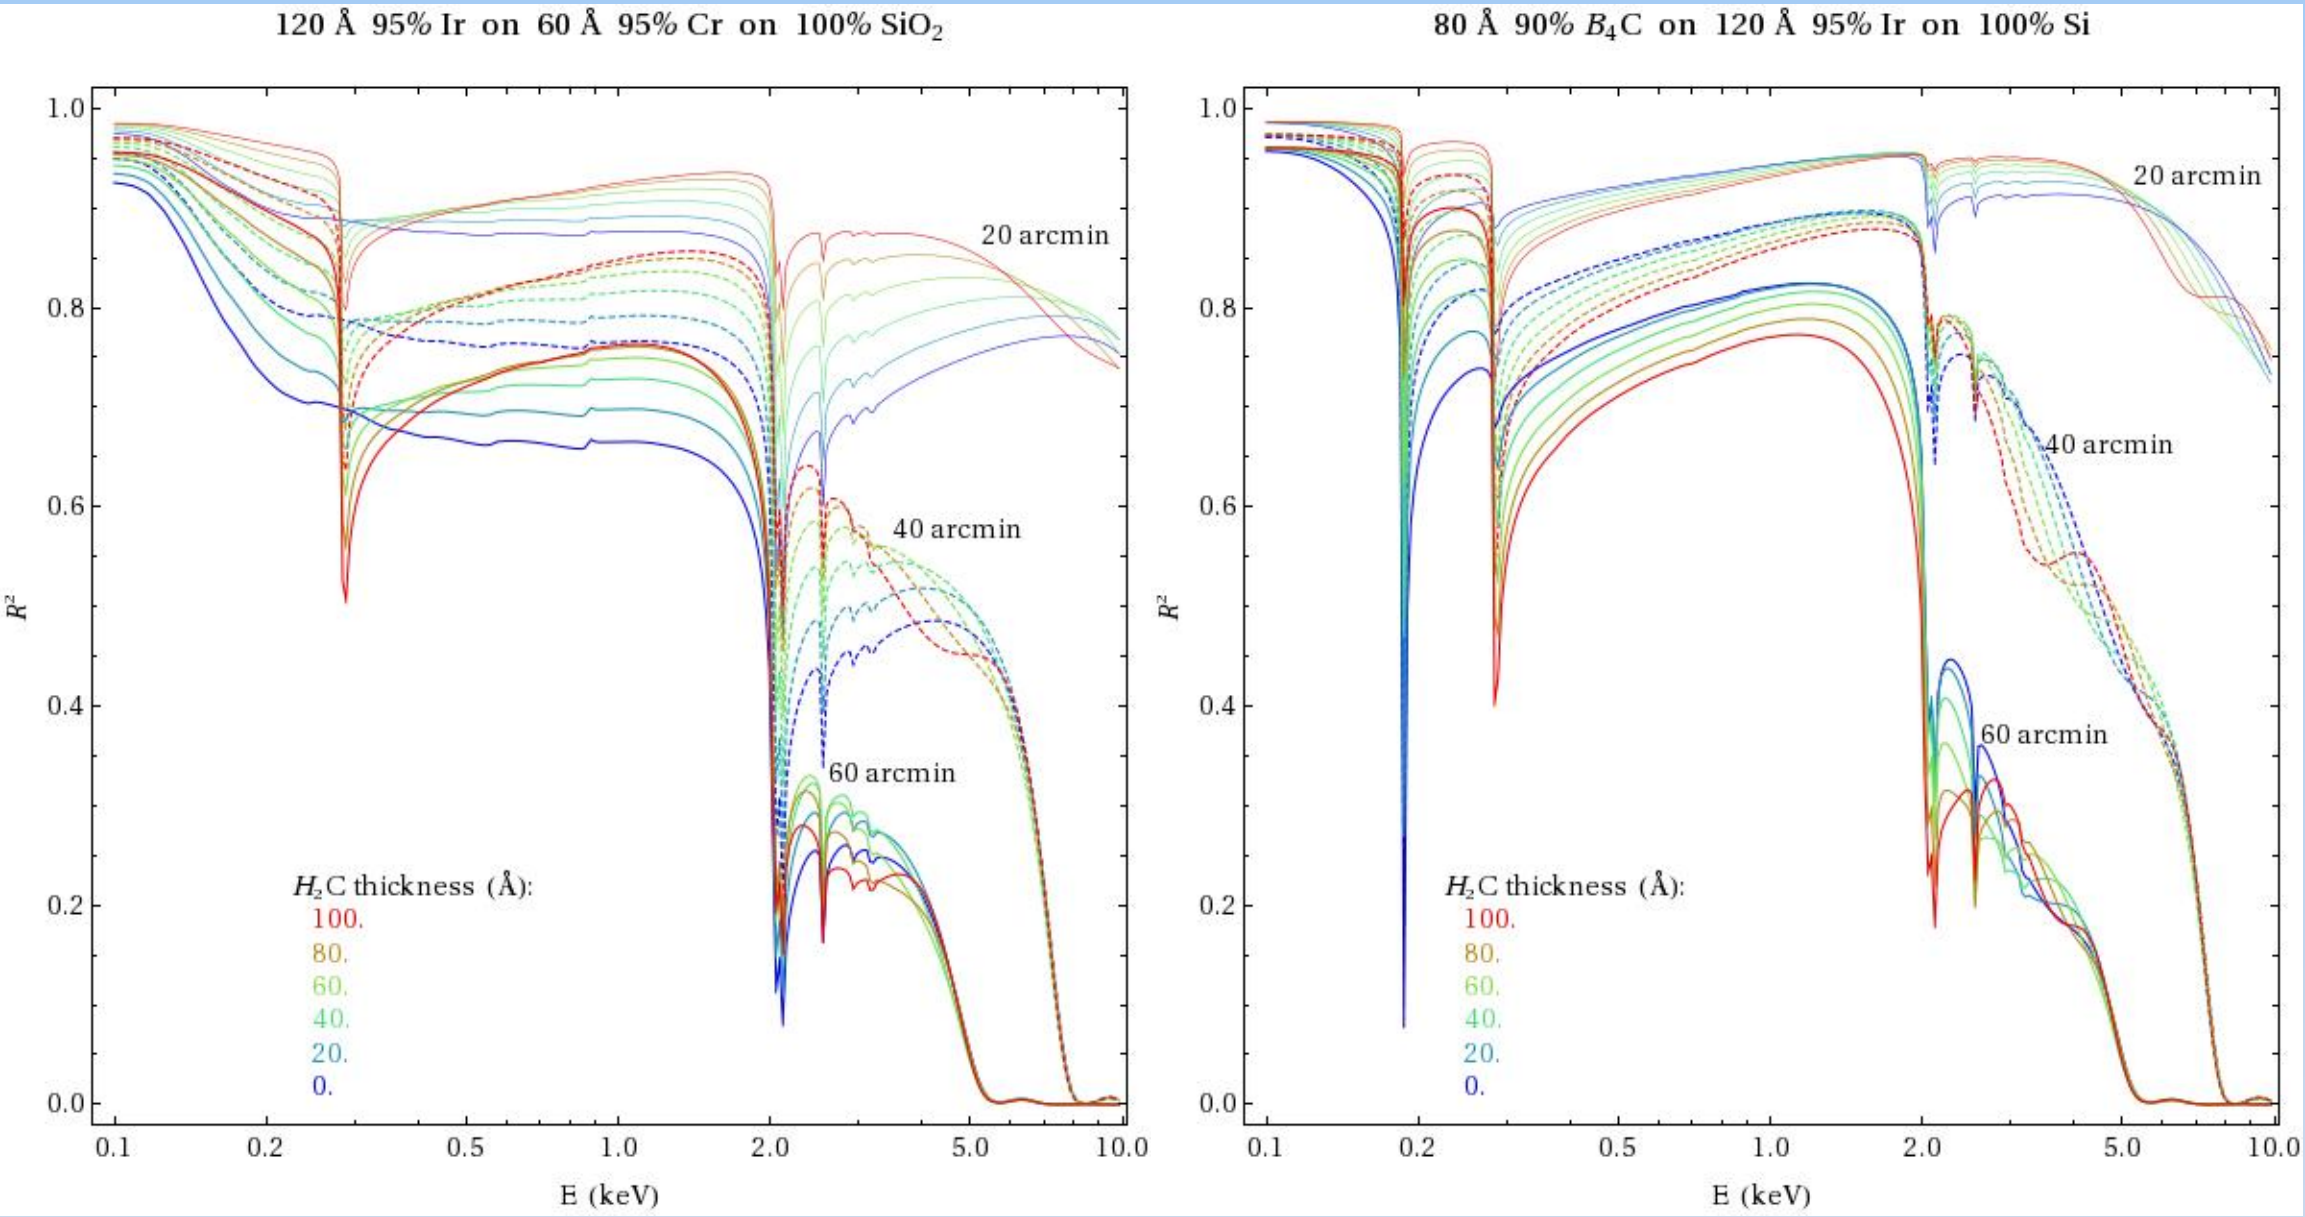 120 Å 95% Ir on 60 Å 95% Cr on 100% SiO₂
1.0
0.8
0.6
0.4
0.2
0.0
R²
20 arcmin
40 arcmin
60 arcmin
H₂C thickness (Å):
100.
80.
60.
40.
20.
0.
0.1 0.2 0.5 1.0 2.0 5.0 10.0
E (keV)
80 Å 90% B₄C on 120 Å 95% Ir on 100% Si
1.0
0.8
0.6
0.4
0.2
0.0
R²
20 arcmin
40 arcmin
60 arcmin
H₂C thickness (Å):
100.
80.
60.
40.
20.
0.
0.1 0.2 0.5 1.0 2.0 5.0 10.0
E (keV)